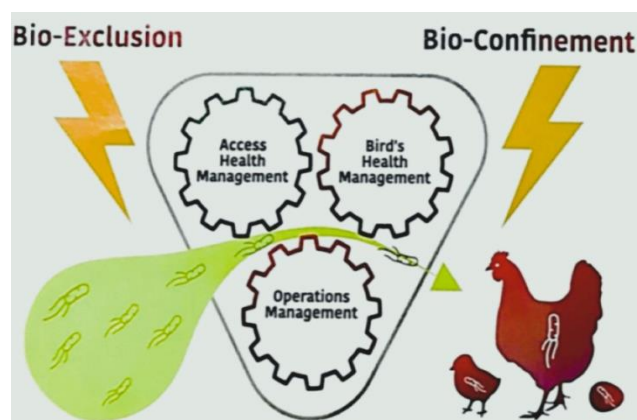 Bio-Exclusion
Bio-Confinement
Access
Health
Management
Bird's
Health
Management
Operations
Management